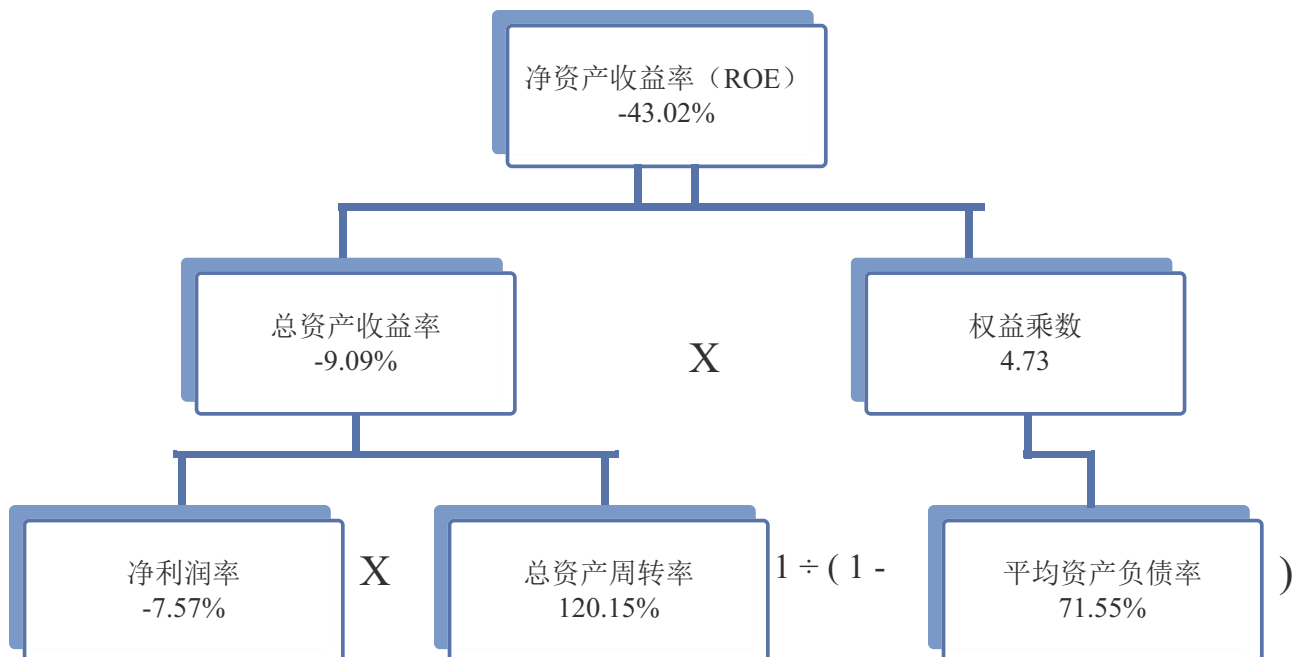 净资产收益率（ROE）
-43.02%
总资产收益率
-9.09%
X
权益乘数
4.73
净利润率
-7.57%
X
总资产周转率
120.15%
1 ÷ ( 1 -
平均资产负债率
71.55%
)